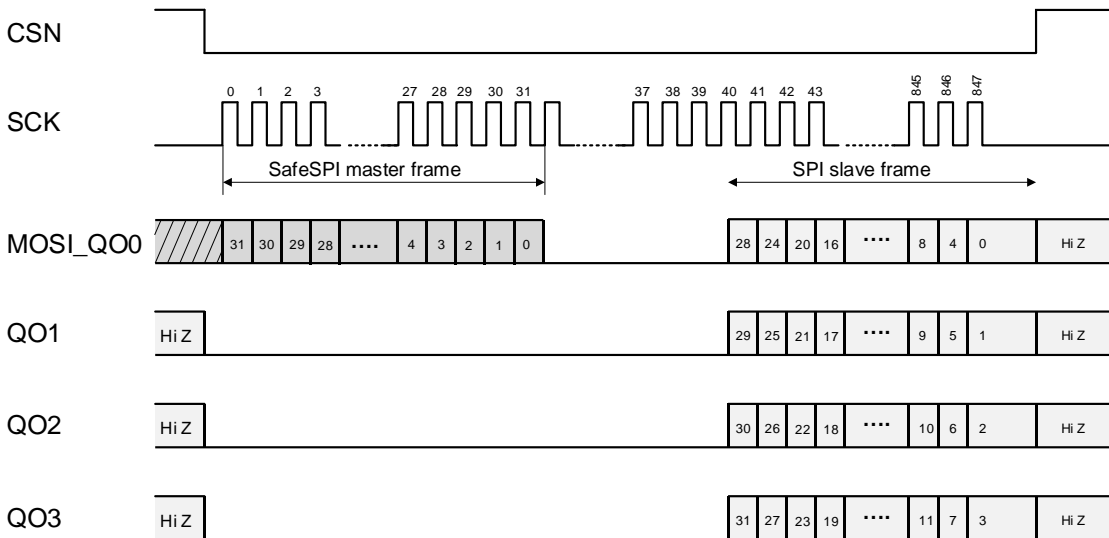 CSN
0 1 2 3 27 28 29 30 31 37 38 39 40 41 42 43 845 846 847
SCK
SafeSPI master frame SPI slave frame
MOSI_QO0 31 30 29 28 .... 4 3 2 1 0 28 24 20 16 .... 8 4 0 Hi Z
QO1 Hi Z 29 25 21 17 .... 9 5 1 Hi Z
QO2 Hi Z 30 26 22 18 .... 10 6 2 Hi Z
QO3 Hi Z 31 27 23 19 .... 11 7 3 Hi Z